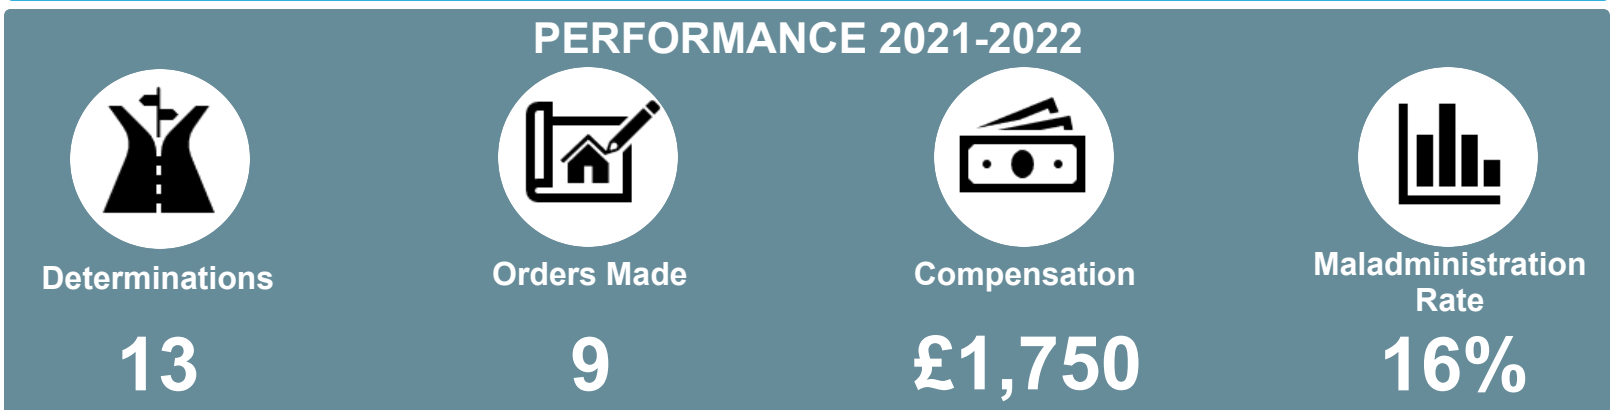 PERFORMANCE 2021-2022
Determinations
13
Orders Made
9
Compensation
£1,750
Maladministration
Rate
16%